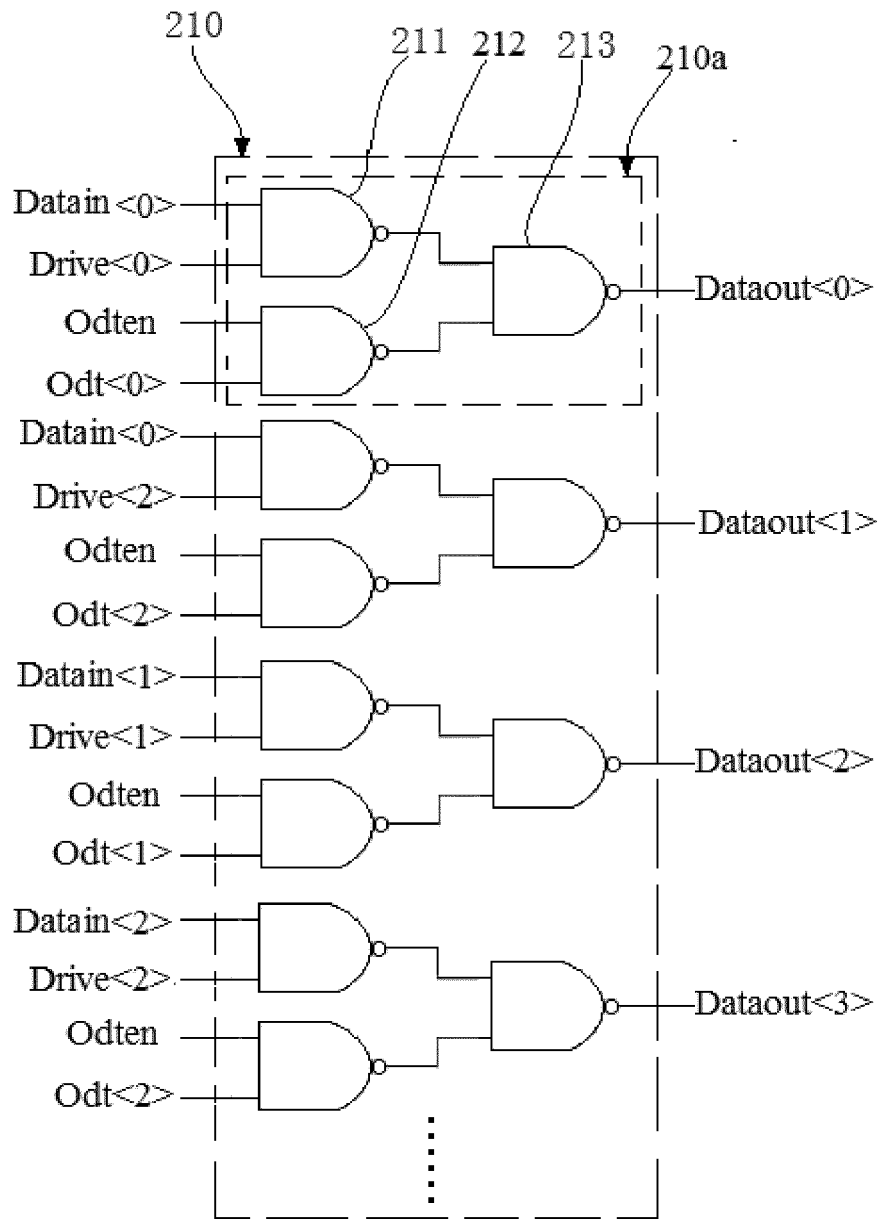 210 211 212 213 210a
Datain <0>
Drive<0>
Dataout<0>
Odten
Odt<0>
Datain<0>
Drive<2>
Dataout<1>
Odten
Odt<2>
Datain<1>
Drive<1>
Dataout<2>
Odten
Odt<1>
Datain<2>
Drive<2>
Dataout<3>
Odten
Odt<2>